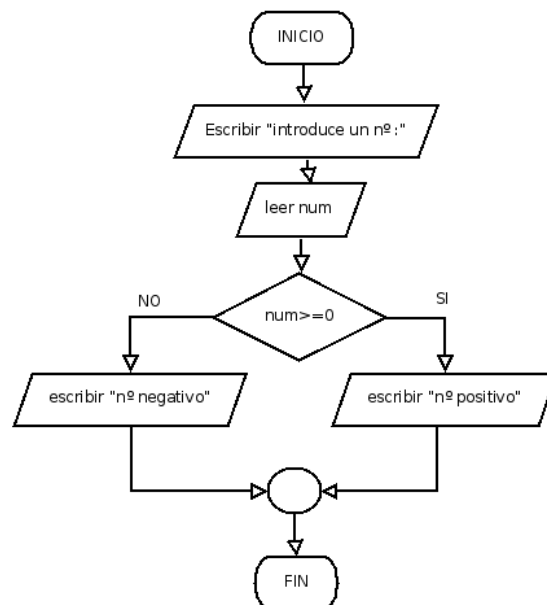 INICIO
Escribir "introduce un nº:"
leer num
NO
SI
num>=0
escribir "nº negativo"
escribir "nº positivo"
FIN